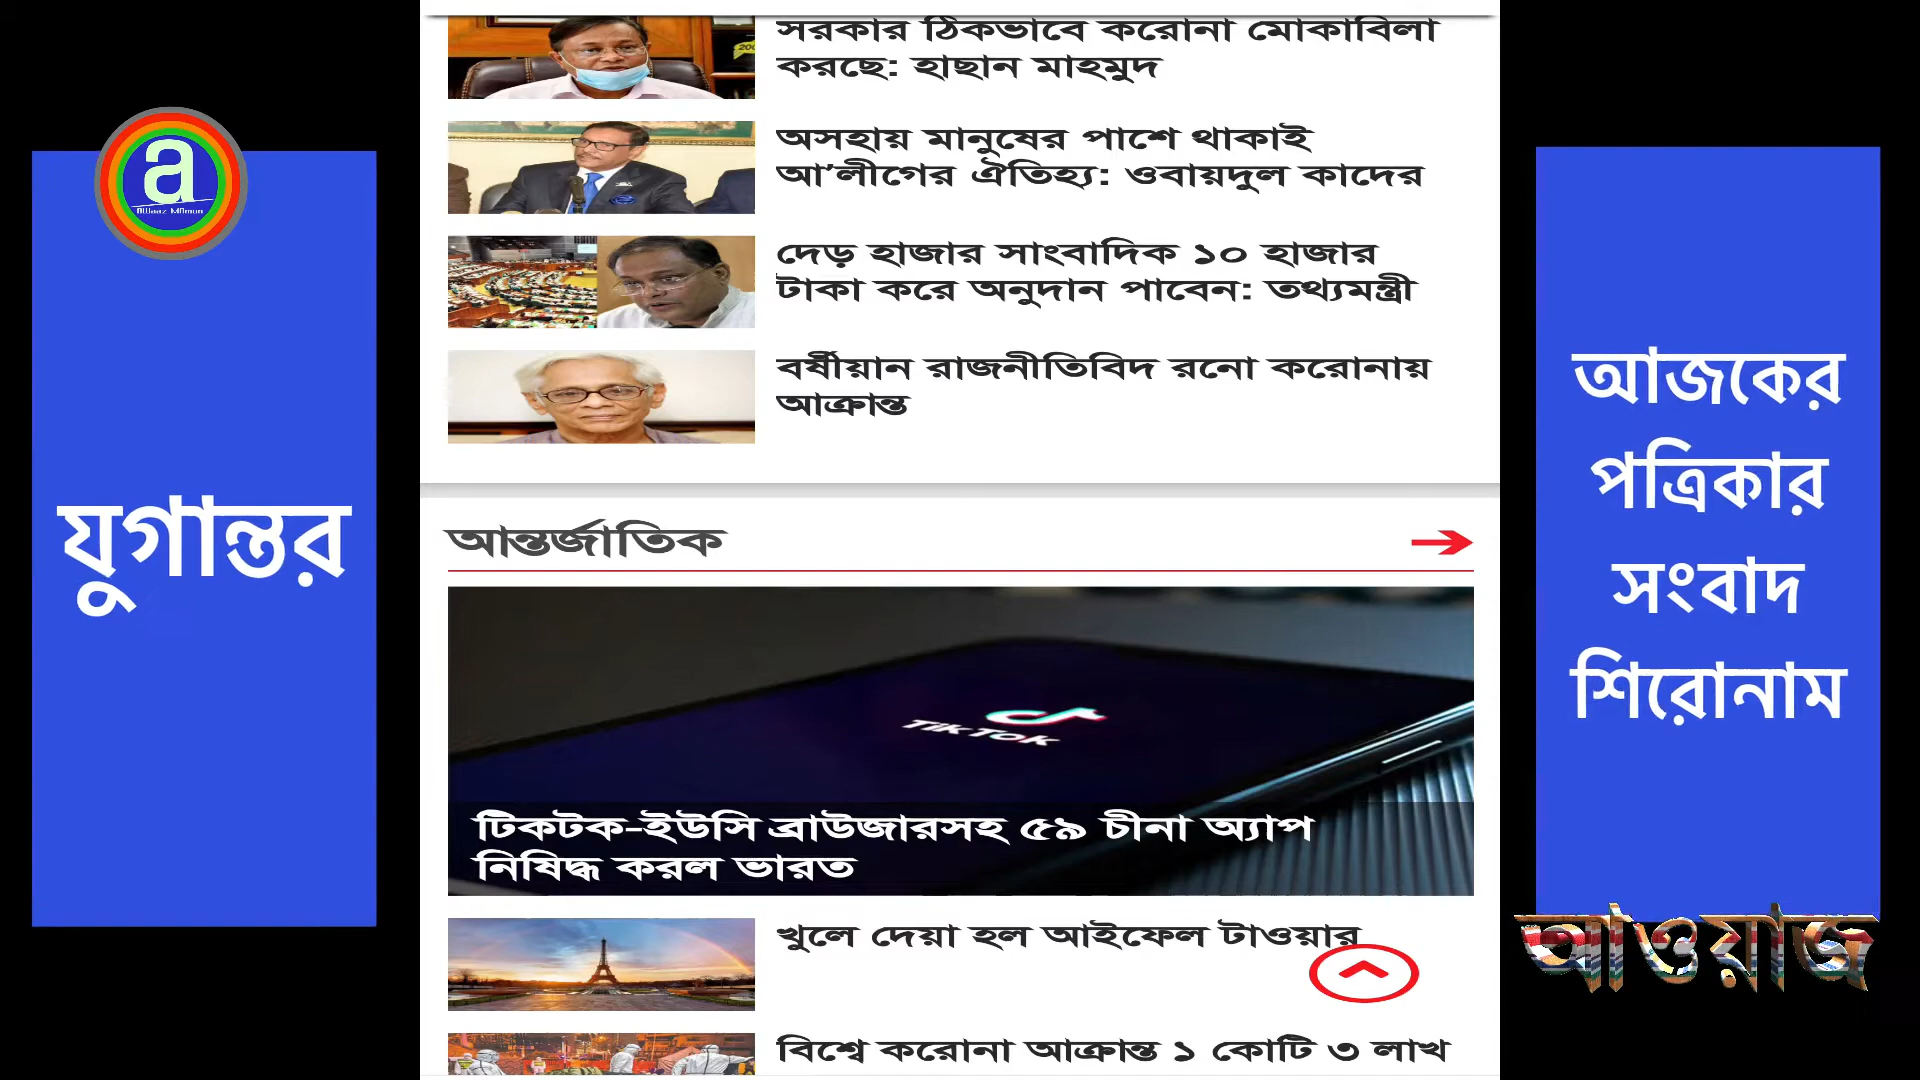 সরকার ঠিকভাবে করোনা মোকাবিলা
করছে: হাছান মাহমুদ
অসহায় মানুষের পাশে থাকাই
আ'লীগের ঐতিহ্য: ওবায়দুল কাদের
দেড় হাজার সাংবাদিক ১০ হাজার
টাকা করে অনুদান পাবেন: তথ্যমন্ত্রী
বর্ষীয়ান রাজনীতিবিদ রনো করোনায়
আক্রান্ত
আন্তর্জাতিক
TikTok
টিকটক-ইউসি ব্রাউজারসহ ৫৯ চীনা অ্যাপ
নিষিদ্ধ করল ভারত
খুলে দেয়া হল আইফেল টাওয়ার
বিশ্বে করোনা আক্রান্ত ১ কোটি ৩ লাখ
a
AWaaz MAmun
যুগান্তর
আজকের
পত্রিকার
সংবাদ
শিরোনাম
আওয়াজ